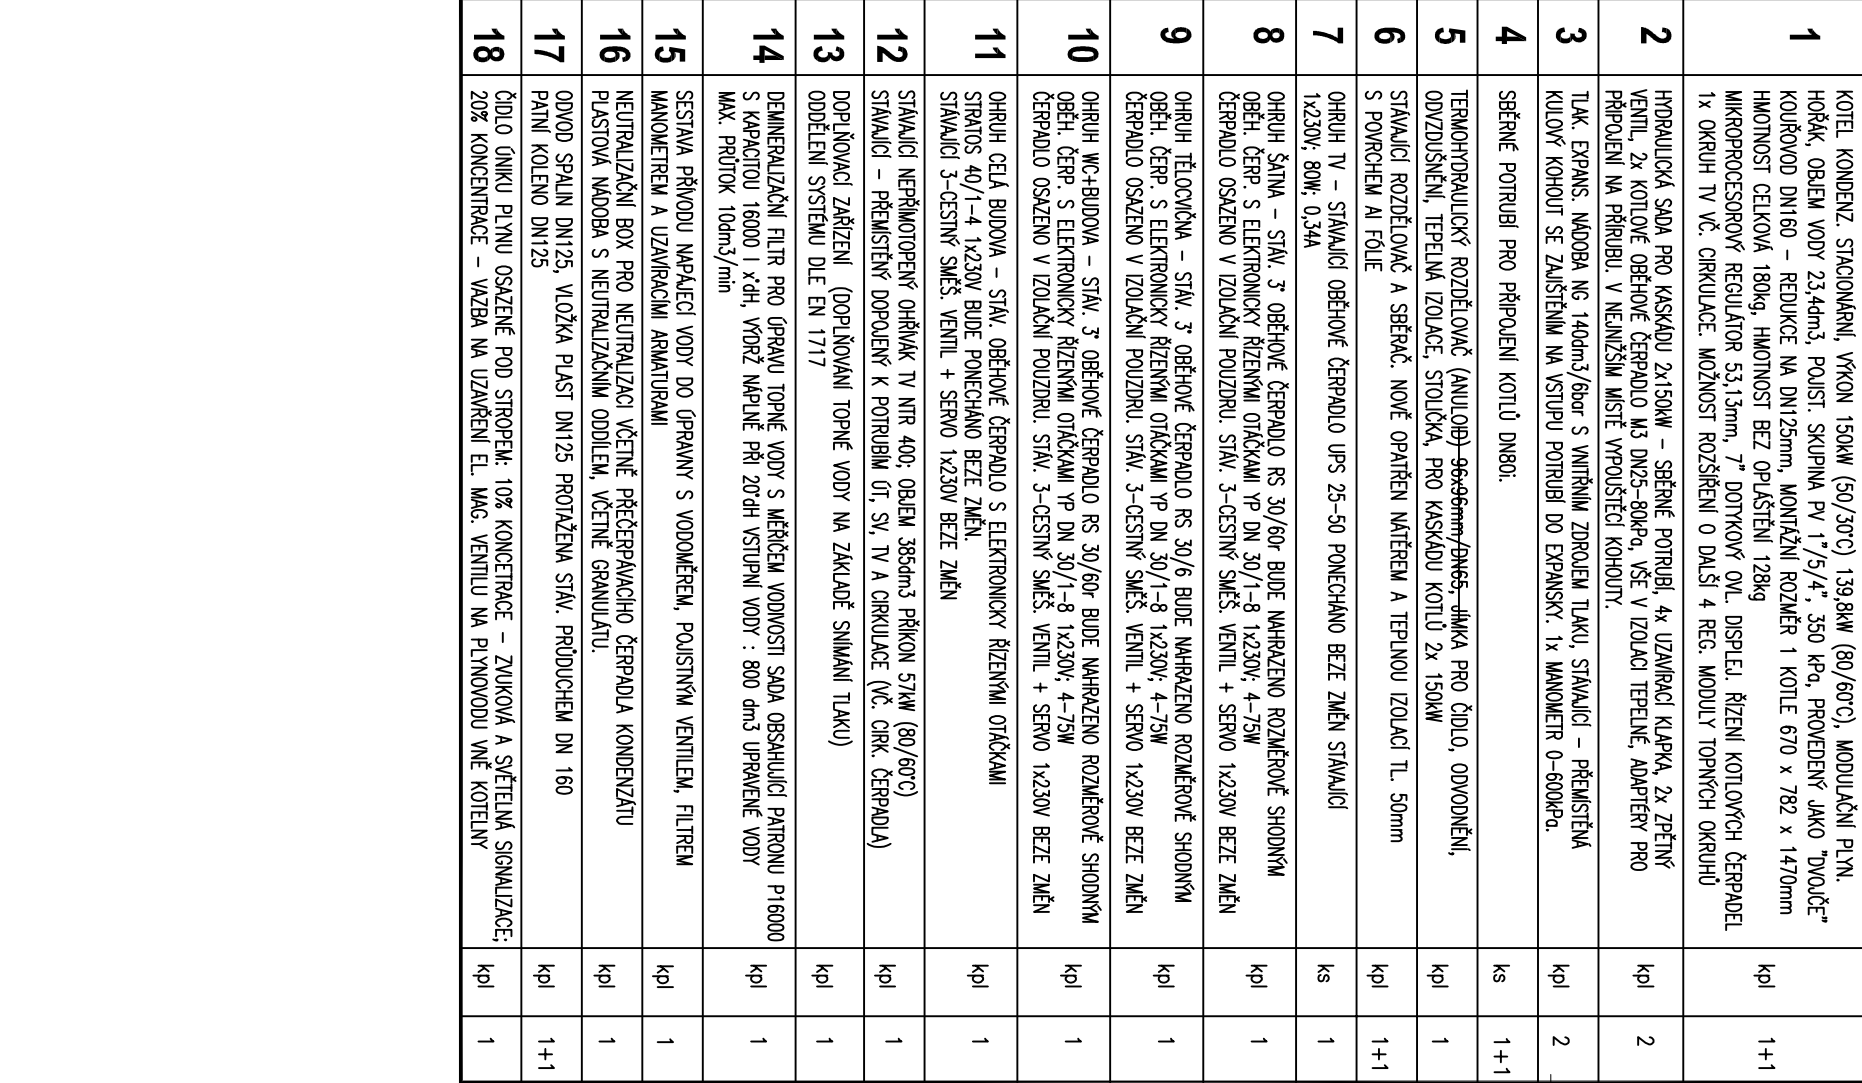 1
KOTEL KONDENZ. STACIONÁRNÍ, VÝKON 150kW (50/30°C) 139,8kW (80/60°C), MODULAČNÍ PLYN.
HOŘÁK, OBJEM VODY 23,4dm3, POJIST. SKUPINA PV 1"/5/4", 350 kPa, PROVEDENÝ JAKO "DVOJČE"
KOUŘOVOD DN160 – REDUKCE NA DN125mm, MONTÁŽNÍ ROZMĚR 1 KOTLE 670 x 782 x 1470mm
HMOTNOST CELKOVÁ 180kg, HMOTNOST BEZ OPLÁŠTĚNÍ 128kg
MIKROPROCESOROVÝ REGULÁTOR 53,13mm, 7" DOTYKOVÝ OVL. DISPLEJ. ŘÍZENÍ KOTLOVÝCH ČERPADEL
1x OKRUH TV VČ. CIRKULACE. MOŽNOST ROZŠÍŘENÍ O DALŠÍ 4 REG. MODULY TOPNÝCH OKRUHŮ
kpl
1+1
2
HYDRAULICKÁ SADA PRO KASKÁDU 2x150kW – SBĚRNÉ POTRUBÍ, 4x UZAVÍRACÍ KLAPKA, 2x ZPĚTNÝ
VENTIL, 2x KOTLOVÉ OBĚHOVÉ ČERPADLO M3 DN25-80kPa, VŠE V IZOLACI TEPELNÉ, ADAPTÉRY PRO
PŘIPOJENÍ NA PŘÍRUBU. V NEJNIŽŠÍM MÍSTĚ VYPOUŠTĚCÍ KOHOUTY.
kpl
2
3
TLAK. EXPANS. NÁDOBA NG 140dm3/6bar S VNITŘNÍM ZDROJEM TLAKU, STÁVAJÍCÍ – PŘEMÍSTĚNÁ
KULOVÝ KOHOUT SE ZAJIŠTĚNÍM NA VSTUPU POTRUBÍ DO EXPANSKY. 1x MANOMETR 0-600kPa.
kpl
2
4
SBĚRNÉ POTRUBÍ PRO PŘIPOJENÍ KOTLŮ DN80i.
ks
1+1
5
TERMOHYDRAULICKÝ ROZDĚLOVAČ (ANULOID) 96x96mm/DN65, JÍMKA PRO ČIDLO, ODVODNĚNÍ,
ODVZDUŠNĚNÍ, TEPELNÁ IZOLACE, STOLIČKA, PRO KASKÁDU KOTLŮ 2x 150kW
kpl
1
6
STÁVAJÍCÍ ROZDĚLOVAČ A SBĚRAČ. NOVĚ OPATŘEN NÁTĚREM A TEPLNOU IZOLACÍ TL. 50mm
S POVRCHEM Al FÓLIE
kpl
1+1
7
OHRUH TV – STÁVAJÍCÍ OBĚHOVÉ ČERPADLU UPS 25-50 PONECHÁNO BEZE ZMĚN STÁVAJÍCÍ
1x230V; 80W; 0,34A
ks
1
8
OHRUH ŠATNA – STÁV. 3° OBĚHOVÉ ČERPADLO RS 30/60r BUDE NAHRAZENO ROZMĚROVĚ SHODNÝM
OBĚH. ČERP. S ELEKTRONICKY ŘÍZENÝMI OTÁČKAMI YP DN 30/1-8 1x230V; 4-75W
ČERPADLO OSAZENO V IZOLAČNÍ POUZDRU. STÁV. 3-CESTNÝ SMĚŠ. VENTIL + SERVO 1x230V BEZE ZMĚN
kpl
1
9
OHRUH TĚLOCVIČNA – STÁV. 3° OBĚHOVÉ ČERPADLO RS 30/6 BUDE NAHRAZENO ROZMĚROVĚ SHODNÝM
OBĚH. ČERP. S ELEKTRONICKY ŘÍZENÝMI OTÁČKAMI YP DN 30/1-8 1x230V; 4-75W
ČERPADLO OSAZENO V IZOLAČNÍ POUZDRU. STÁV. 3-CESTNÝ SMĚŠ. VENTIL + SERVO 1x230V BEZE ZMĚN
kpl
1
10
OHRUH WC+BUDOVA – STÁV. 3° OBĚHOVÉ ČERPADLO RS 30/60r BUDE NAHRAZENO ROZMĚROVĚ SHODNÝM
OBĚH. ČERP. S ELEKTRONICKY ŘÍZENÝMI OTÁČKAMI YP DN 30/1-8 1x230V; 4-75W
ČERPADLO OSAZENO V IZOLAČNÍ POUZDRU. STÁV. 3-CESTNÝ SMĚŠ. VENTIL + SERVO 1x230V BEZE ZMĚN
kpl
1
11
OHRUH CELÁ BUDOVA – STÁV. OBĚHOVÉ ČERPADLO S ELEKTRONICKY ŘÍZENÝMI OTÁČKAMI
STRATOS 40/1-4 1x230V BUDE PONECHÁNO BEZE ZMĚN.
STÁVAJÍCÍ 3-CESTNÝ SMĚŠ. VENTIL + SERVO 1x230V BEZE ZMĚN
kpl
1
12
STÁVAJÍCÍ NEPŘÍMOTOPENÝ OHŘÍVÁK TV NTR 400; OBJEM 385dm3 PŘÍKON 57kW (80/60°C)
STÁVAJÍCÍ – PŘEMÍSTĚNÝ DOPOJENÝ K POTRUBÍM ÚT, SV, TV A CIRKULACE (VČ. CIRK. ČERPADLA)
kpl
1
13
DOPLŇOVACÍ ZAŘÍZENÍ (DOPLŇOVÁNÍ TOPNÉ VODY NA ZÁKLADĚ SNÍMÁNÍ TLAKU)
ODDĚLENÍ SYSTÉMU DLE EN 1717
kpl
1
14
DEMINERALIZAČNÍ FILTR PRO ÚPRAVU TOPNÉ VODY S MĚŘIČEM VODIVOSTI SADA OBSAHUJÍCÍ PATRONU P16000
S KAPACITOU 16000 l x°dH, VÝDRŽ NÁPLNĚ PŘI 20°dH VSTUPNÍ VODY : 800 dm3 UPRAVENÉ VODY
MAX. PRŮTOK 10dm3/min
kpl
1
15
SESTAVA PŘÍVODU NAPÁJECÍ VODY DO ÚPRAVNY S VODOMĚREM, POJISTNÝM VENTILEM, FILTREM
MANOMETREM A UZAVÍRACÍMI ARMATURAMI
kpl
1
16
NEUTRALIZAČNÍ BOX PRO NEUTRALIZACI VČETNĚ PŘEČERPÁVACÍHO ČERPADLA KONDENZÁTU
PLASTOVÁ NÁDOBA S NEUTRALIZAČNÍM ODDÍLEM, VČETNĚ GRANULÁTU.
kpl
1
17
ODVOD SPALIN DN125, VLOŽKA PLAST DN125 PROTAŽENA STÁV. PRŮDUCHEM DN 160
PATNÍ KOLENO DN125
kpl
1+1
18
ČIDLO ÚNIKU PLYNU OSAZENÉ POD STROPEM: 10% KONCETRACE – ZVUKOVÁ A SVĚTELNÁ SIGNALIZACE;
20% KONCENTRACE – VAZBA NA UZAVŘENÍ EL. MAG. VENTILU NA PLYNOVODU VNĚ KOTELNY
kpl
1